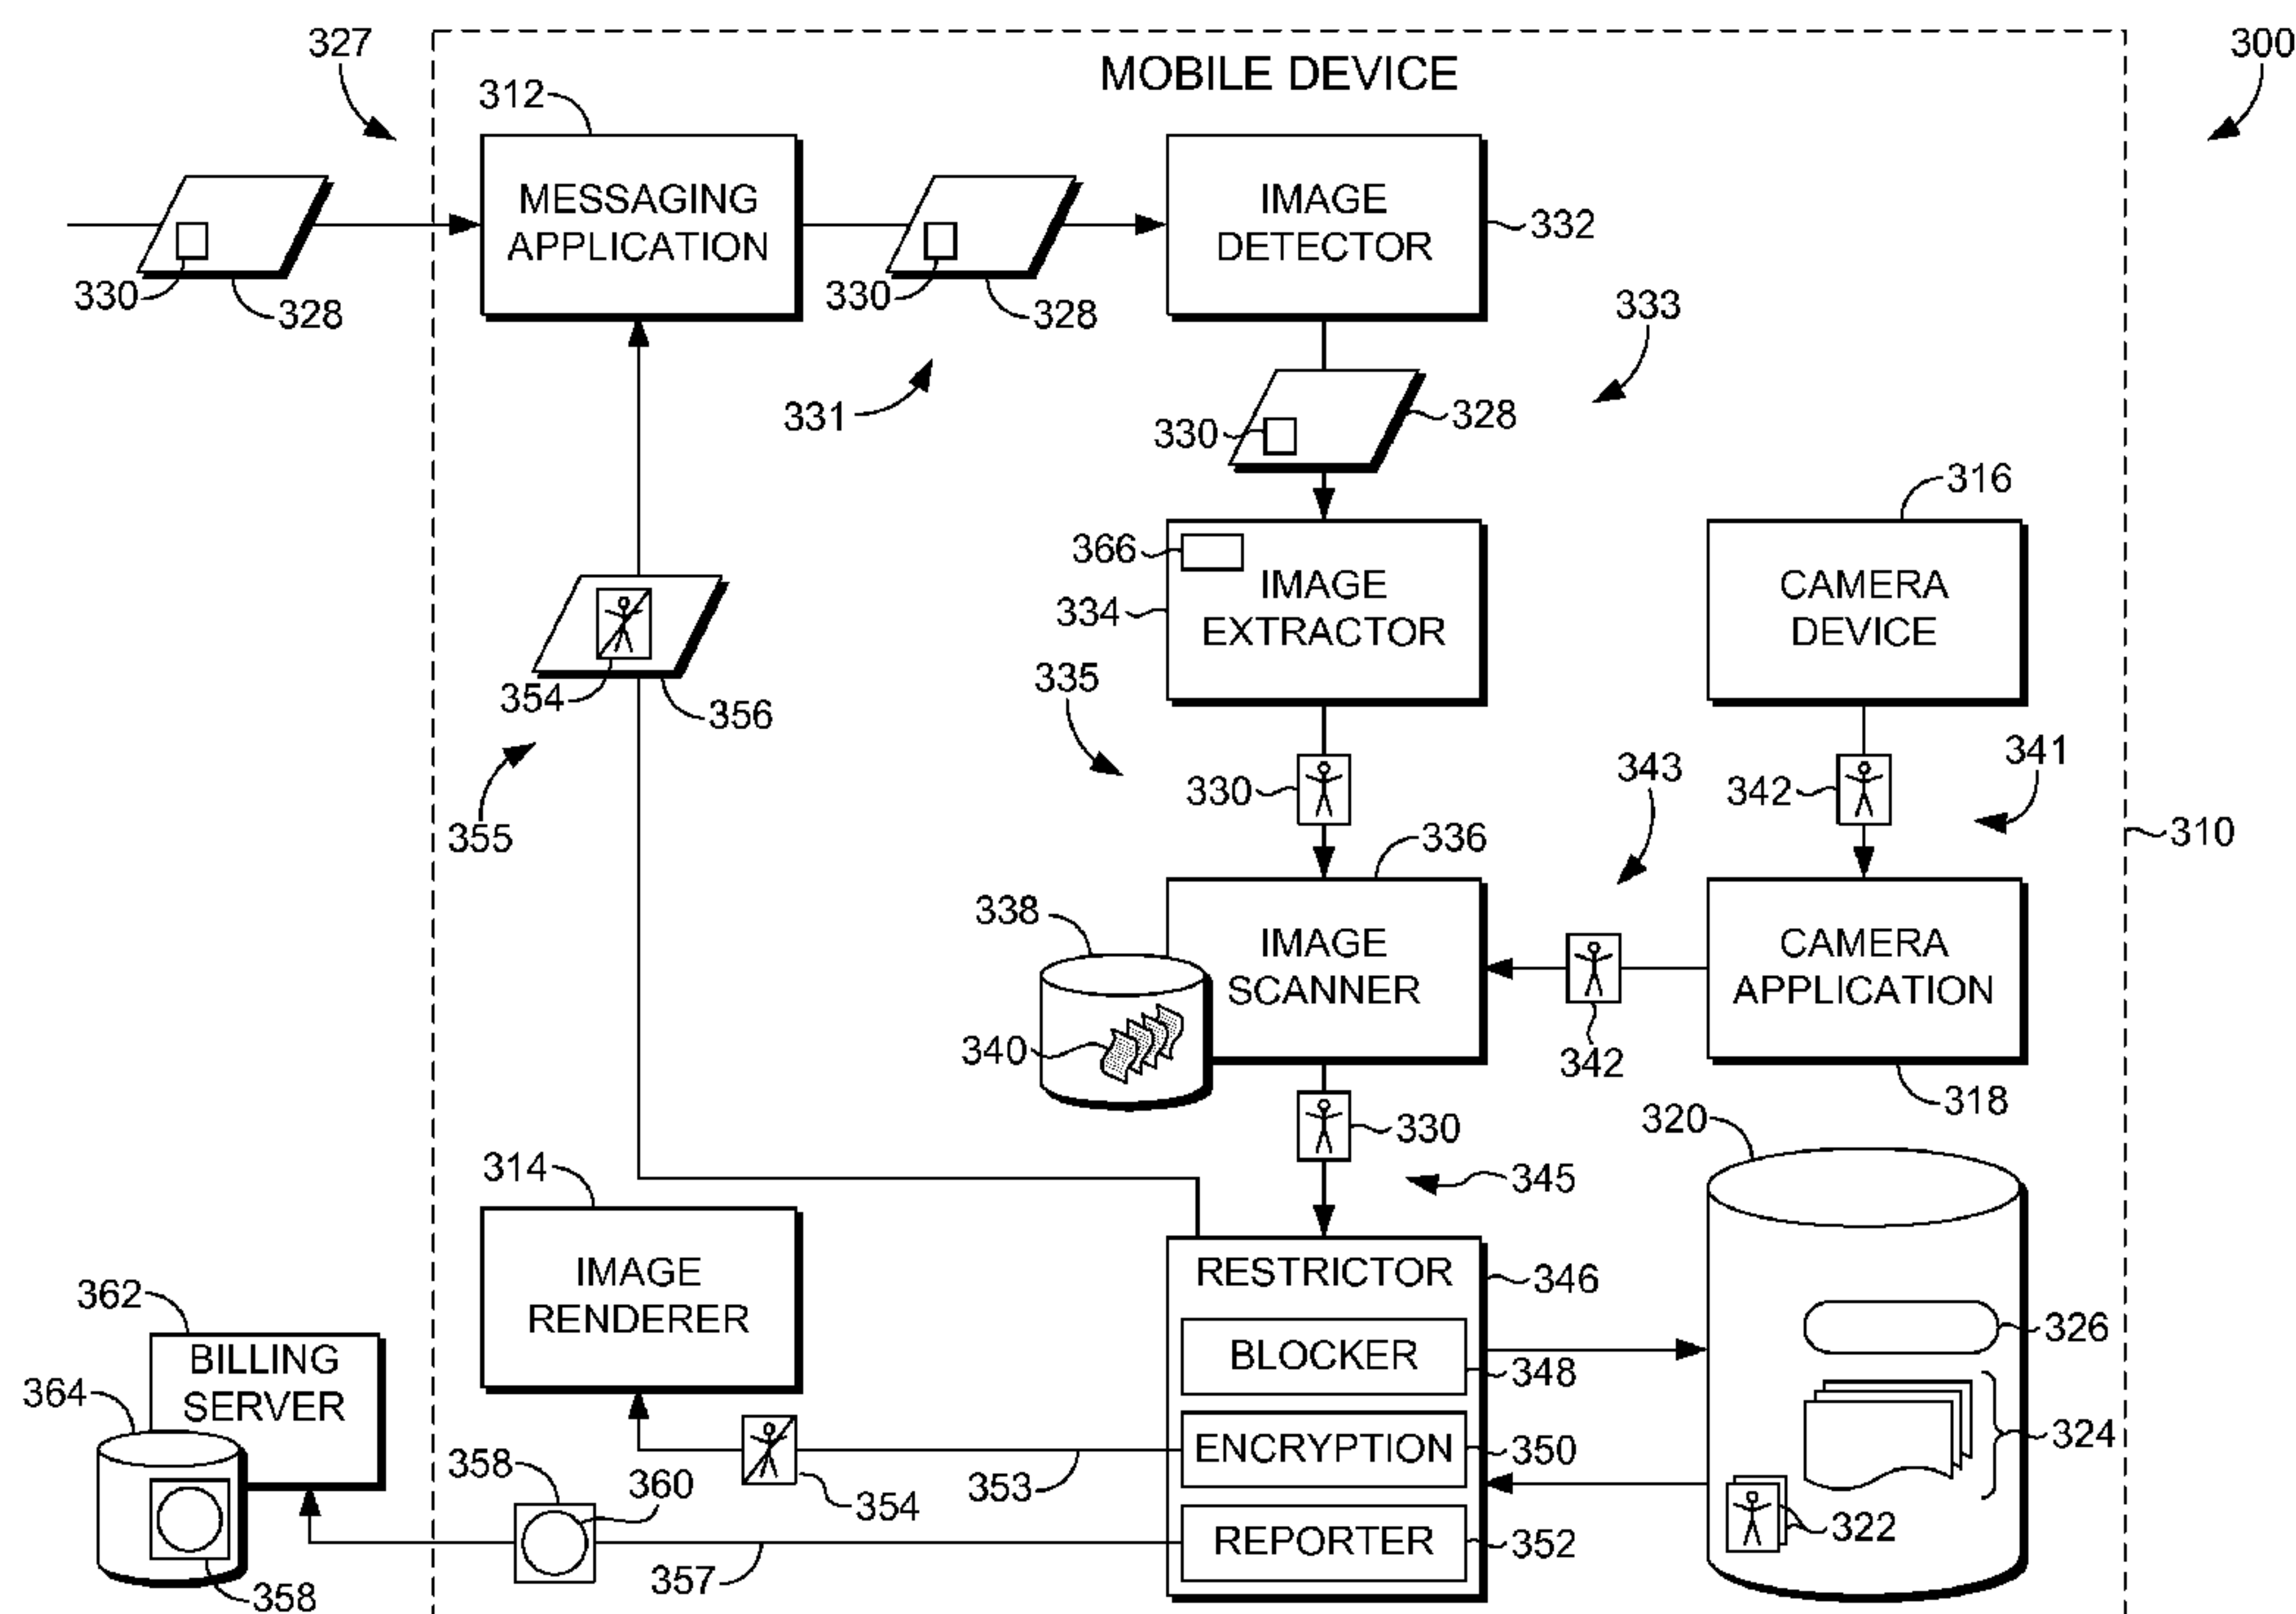 327
MOBILE DEVICE
300
312
MESSAGING
APPLICATION
IMAGE
DETECTOR
332
330
328
330
328
333
331
330
328
316
366
IMAGE
EXTRACTOR
334
CAMERA
DEVICE
354
356
335
355
330
343
342
341
310
336
338
IMAGE
SCANNER
340
342
CAMERA
APPLICATION
318
330
320
345
314
IMAGE
RENDERER
RESTRICTOR
346
BLOCKER
348
ENCRYPTION
350
REPORTER
352
326
324
322
362
BILLING
SERVER
364
358
358
360
353
354
357